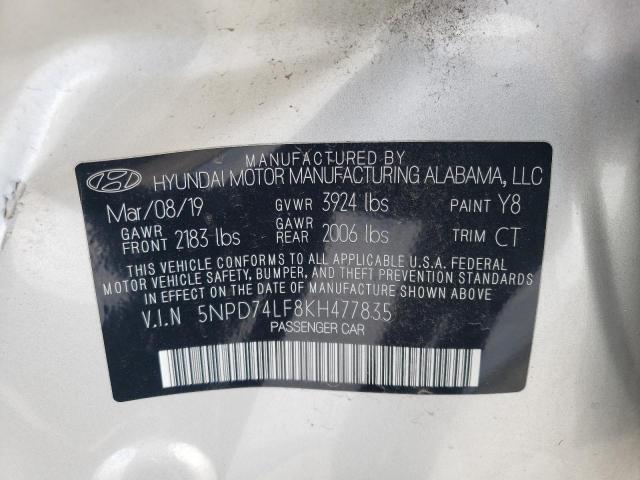 MANUFACTURED BY
HYUNDAI MOTOR MANUFACTURING ALABAMA, LLC
Mar/08/19 GVWR 3924 lbs PAINT Y8
GAWR FRONT 2183 lbs GAWR REAR 2006 lbs TRIM CT
THIS VEHICLE CONFORMS TO ALL APPLICABLE U.S.A. FEDERAL
MOTOR VEHICLE SAFETY, BUMPER, AND THEFT PREVENTION STANDARDS
IN EFFECT ON THE DATE OF MANUFACTURE SHOWN ABOVE.
V.I.N 5NPD74LF8KH477835
PASSENGER CAR